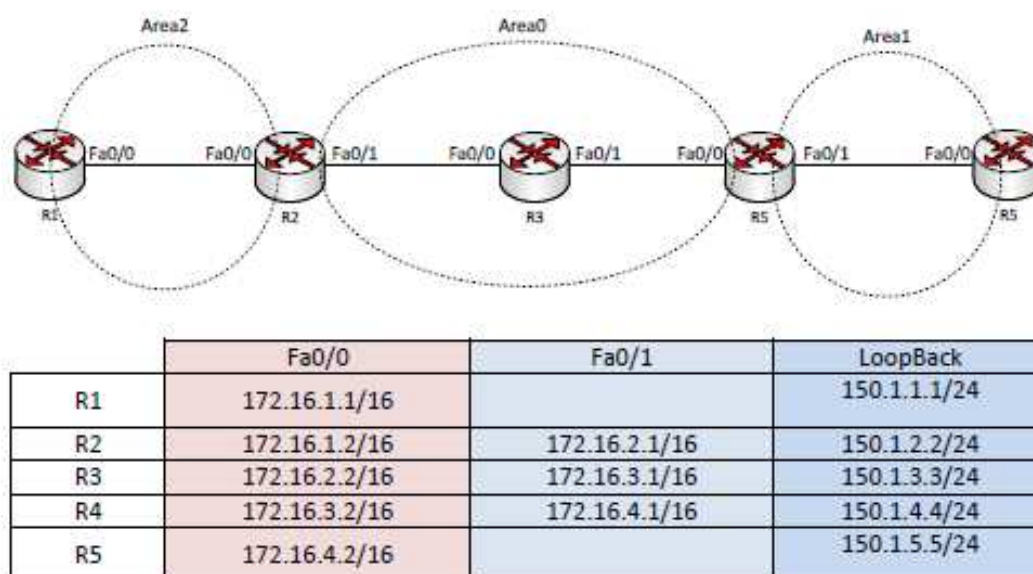 Area2
Area0
Area1
Fa0/0 Fa0/0 Fa0/1 Fa0/0 Fa0/1 Fa0/0 Fa0/1 Fa0/0
R1 R2 R3 R5 R5
Fa0/0 Fa0/1 LoopBack
R1 172.16.1.1/16 150.1.1.1/24
R2 172.16.1.2/16 172.16.2.1/16 150.1.2.2/24
R3 172.16.2.2/16 172.16.3.1/16 150.1.3.3/24
R4 172.16.3.2/16 172.16.4.1/16 150.1.4.4/24
R5 172.16.4.2/16 150.1.5.5/24